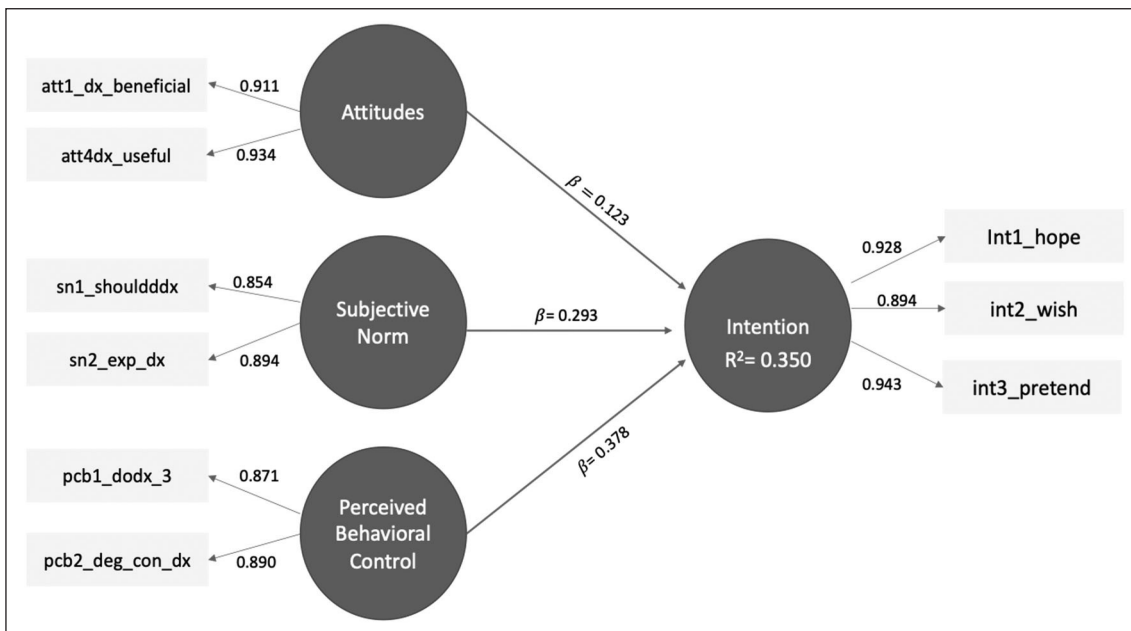 att1_dx_beneficial
0.911
att4dx_useful
0.934
Attitudes
β = 0.123
sn1_shouldddx
0.854
sn2_exp_dx
0.894
Subjective
Norm
β= 0.293
pcb1_dodx_3
0.871
pcb2_deg_con_dx
0.890
Perceived
Behavioral
Control
β= 0.378
Intention
R²= 0.350
0.928
Int1_hope
0.894
int2_wish
0.943
int3_pretend